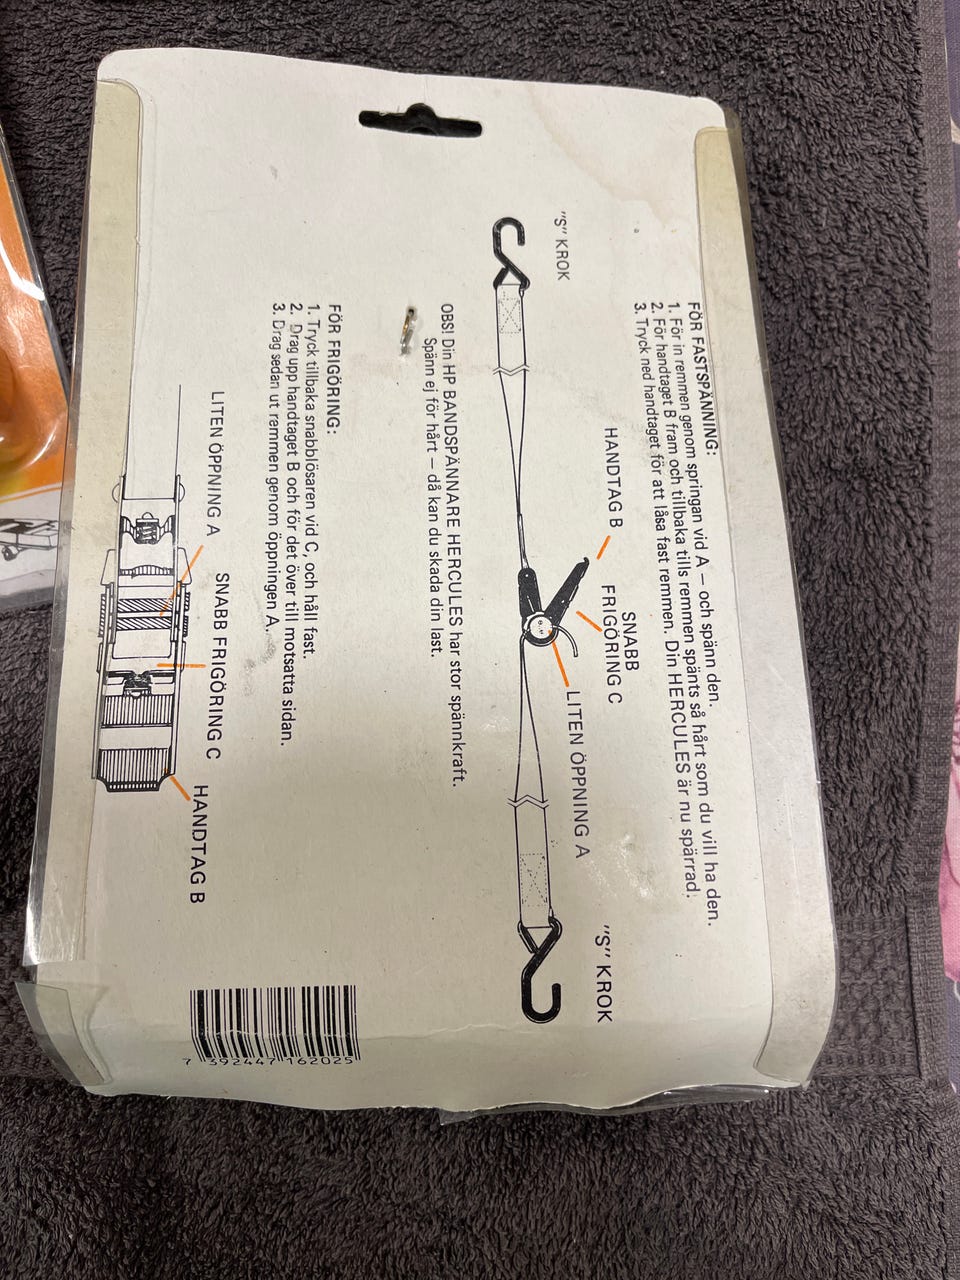 FÖR FASTSPÄNNING:
1. För in remmen genom springan vid A – och spänn den.
2. För handtaget B fram och tillbaka tills remmen spänts så hårt som du vill ha den.
3. Tryck ned handtaget för att låsa fast remmen. Din HERCULES är nu spärrad.
"S" KROK
HANDTAG B
SNABB
FRIGÖRING C
LITEN ÖPPNING A
"S" KROK
OBS! Din HP BANDSPÄNNARE HERCULES har stor spännkraft.
Spänn ej för hårt – då kan du skada din last.
FÖR FRIGÖRING:
1. Tryck tillbaka snabblösaren vid C, och håll fast.
2. Drag upp handtaget B och för det över till motsatta sidan.
3. Drag sedan ut remmen genom öppningen A.
LITEN ÖPPNING A
SNABB FRIGÖRING C
HANDTAG B
7 392447 162025